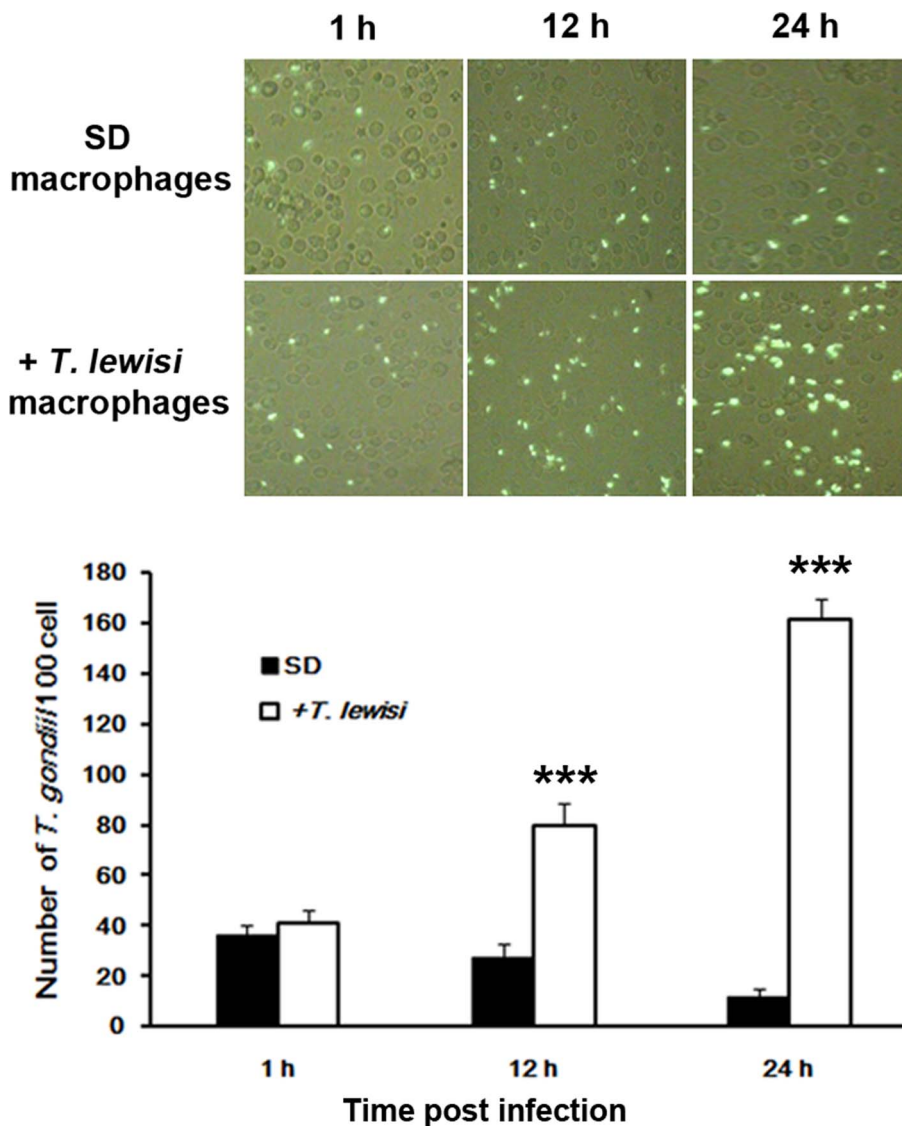 1 h 12 h 24 h
SD
macrophages
+ T. lewisi
macrophages
180
160
140
120
100
80
60
40
20
0
Number of T. gondii/100 cell
SD
+T. lewisi
***
***
1 h 12 h 24 h
Time post infection